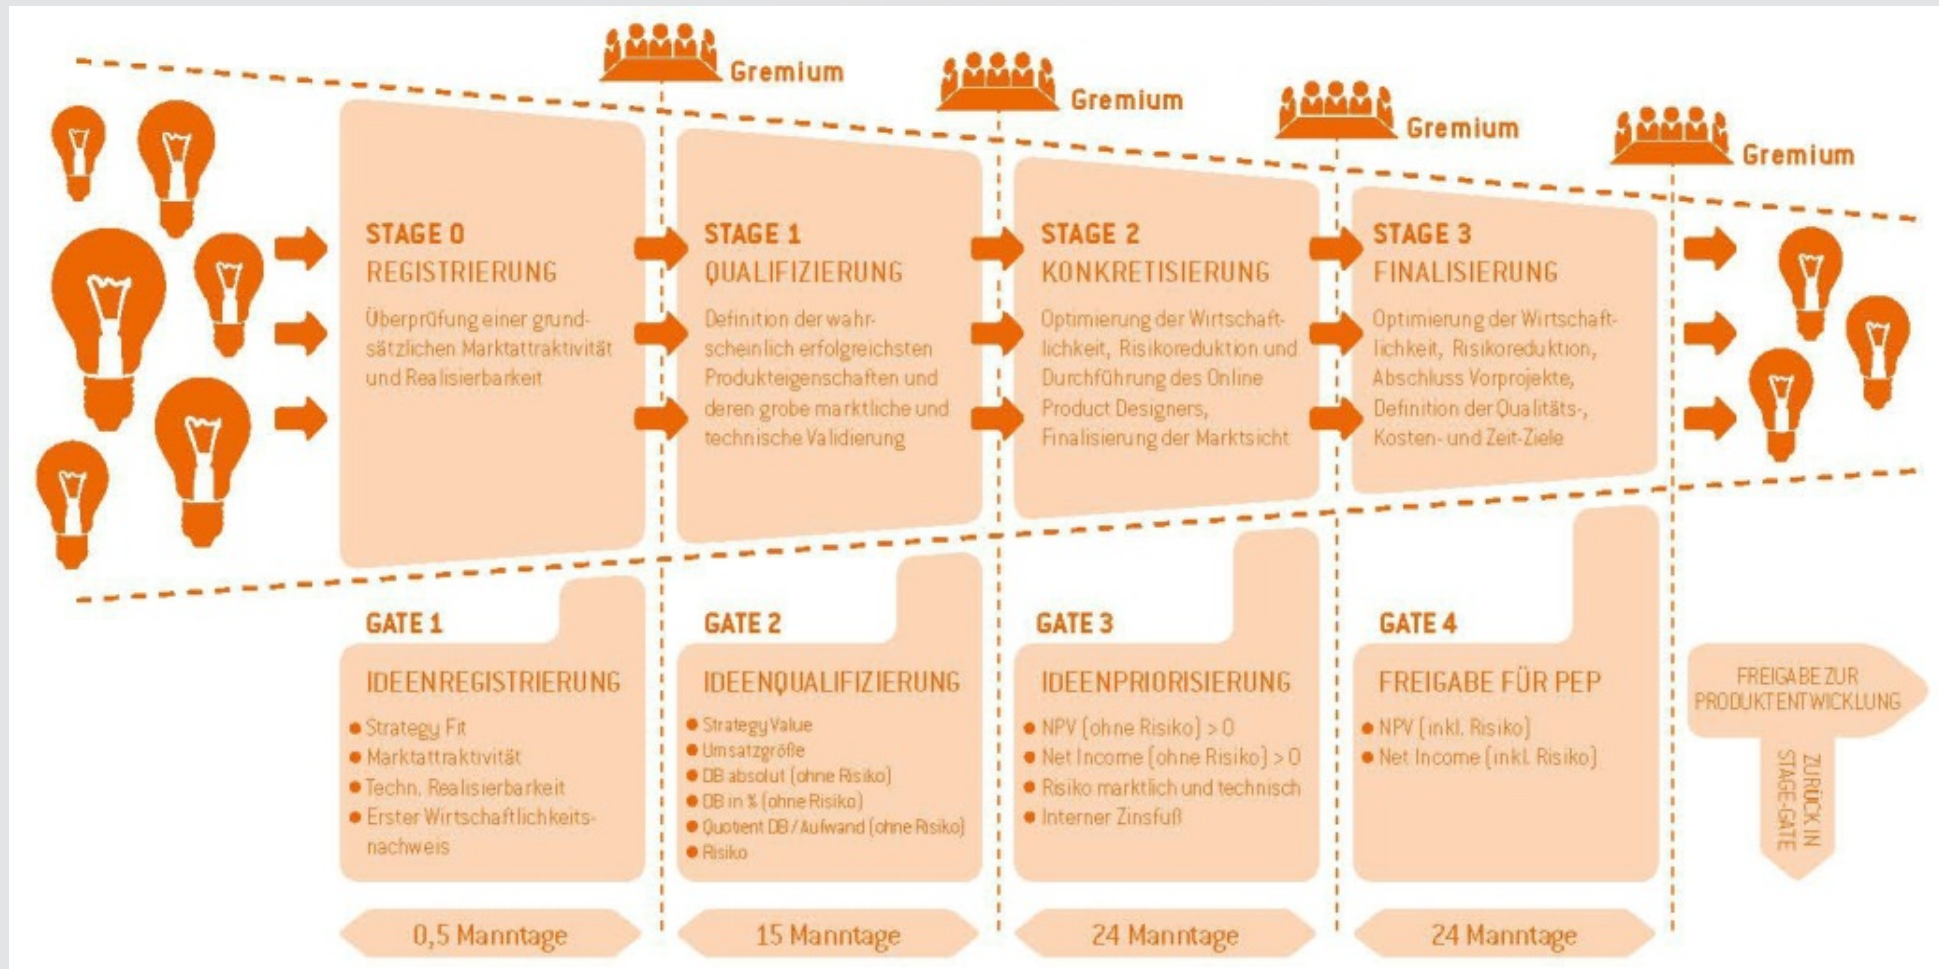 Gremium
Gremium
Gremium
Gremium
STAGE 0
REGISTRIERUNG
Überprüfung einer grund-
sätzlichen Marktattraktivität
und Realisierbarkeit
STAGE 1
QUALIFIZIERUNG
Definition der wahr-
scheinlich erfolgreichsten
Produkteigenschaften und
deren grobe marktliche und
technische Validierung
STAGE 2
KONKRETISIERUNG
Optimierung der Wirtschaft-
lichkeit, Risikoreduktion und
Durchführung des Online
Product Designers,
Finalisierung der Marktsicht
STAGE 3
FINALISIERUNG
Optimierung der Wirtschaft-
lichkeit, Risikoreduktion,
Abschluss Vorprojekte,
Definition der Qualitäts-,
Kosten- und Zeit-Ziele
GATE 1
IDEENREGISTRIERUNG
Strategy Fit
Marktattraktivität
Techn. Realisierbarkeit
Erster Wirtschaftlichkeits-
nachweis
GATE 2
IDEENQUALIFIZIERUNG
Strategy Value
Umsatzgröße
DB absolut (ohne Risiko)
DB in % (ohne Risiko)
Quotient DB / Aufwand (ohne Risiko)
Risiko
GATE 3
IDEENPRIORISIERUNG
NPV (ohne Risiko) > 0
Net Income (ohne Risiko) > 0
Risiko marktlich und technisch
Interner Zinsfuß
GATE 4
FREIGABE FÜR PEP
NPV (inkl. Risiko)
Net Income (inkl. Risiko)
FREIGABE ZUR
PRODUKTENTWICKLUNG
ZURÜCK IN
STAGE-GATE
0,5 Manntage
15 Manntage
24 Manntage
24 Manntage